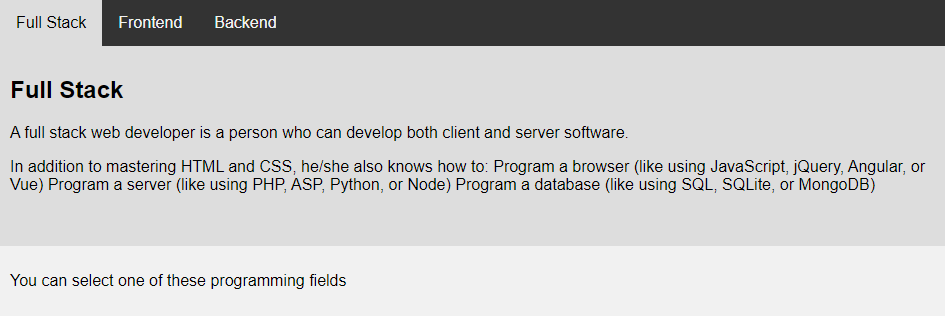 Full Stack Frontend Backend
Full Stack
A full stack web developer is a person who can develop both client and server software.
In addition to mastering HTML and CSS, he/she also knows how to: Program a browser (like using JavaScript, jQuery, Angular, or
Vue) Program a server (like using PHP, ASP, Python, or Node) Program a database (like using SQL, SQLite, or MongoDB)
You can select one of these programming fields